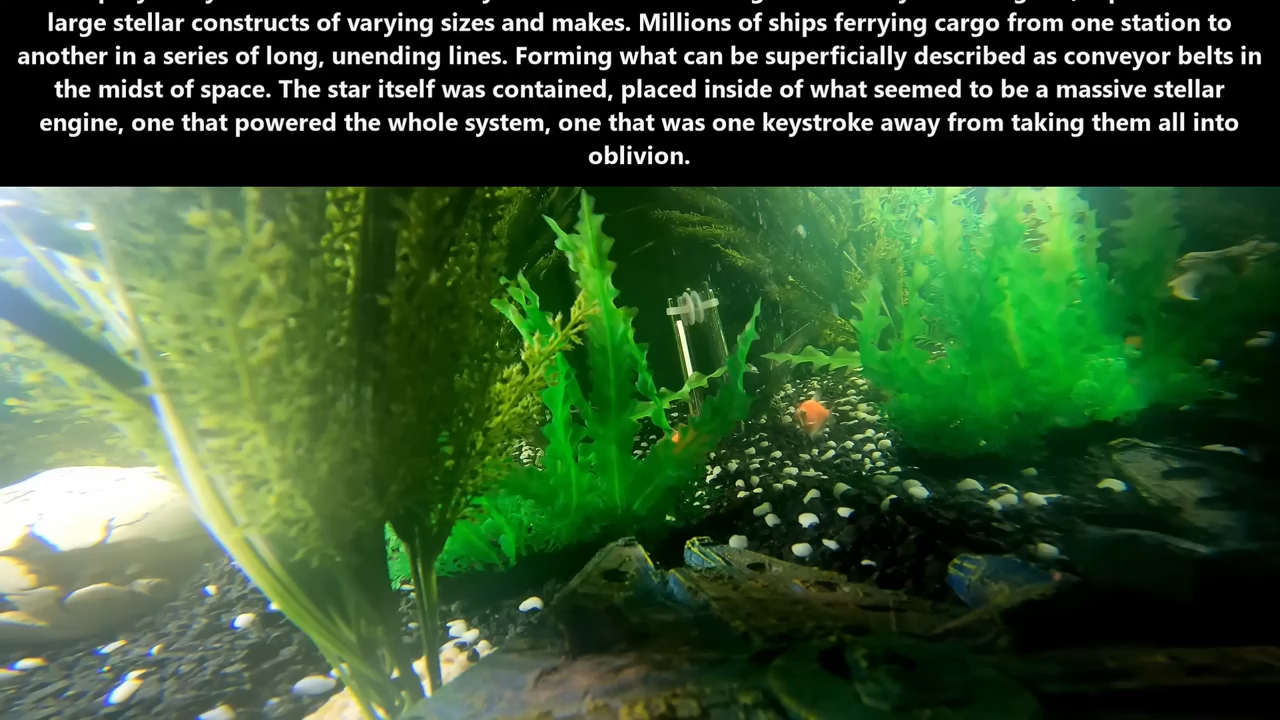 large stellar constructs of varying sizes and makes. Millions of ships ferrying cargo from one station to
another in a series of long, unending lines. Forming what can be superficially described as conveyor belts in
the midst of space. The star itself was contained, placed inside of what seemed to be a massive stellar
engine, one that powered the whole system, one that was one keystroke away from taking them all into
oblivion.